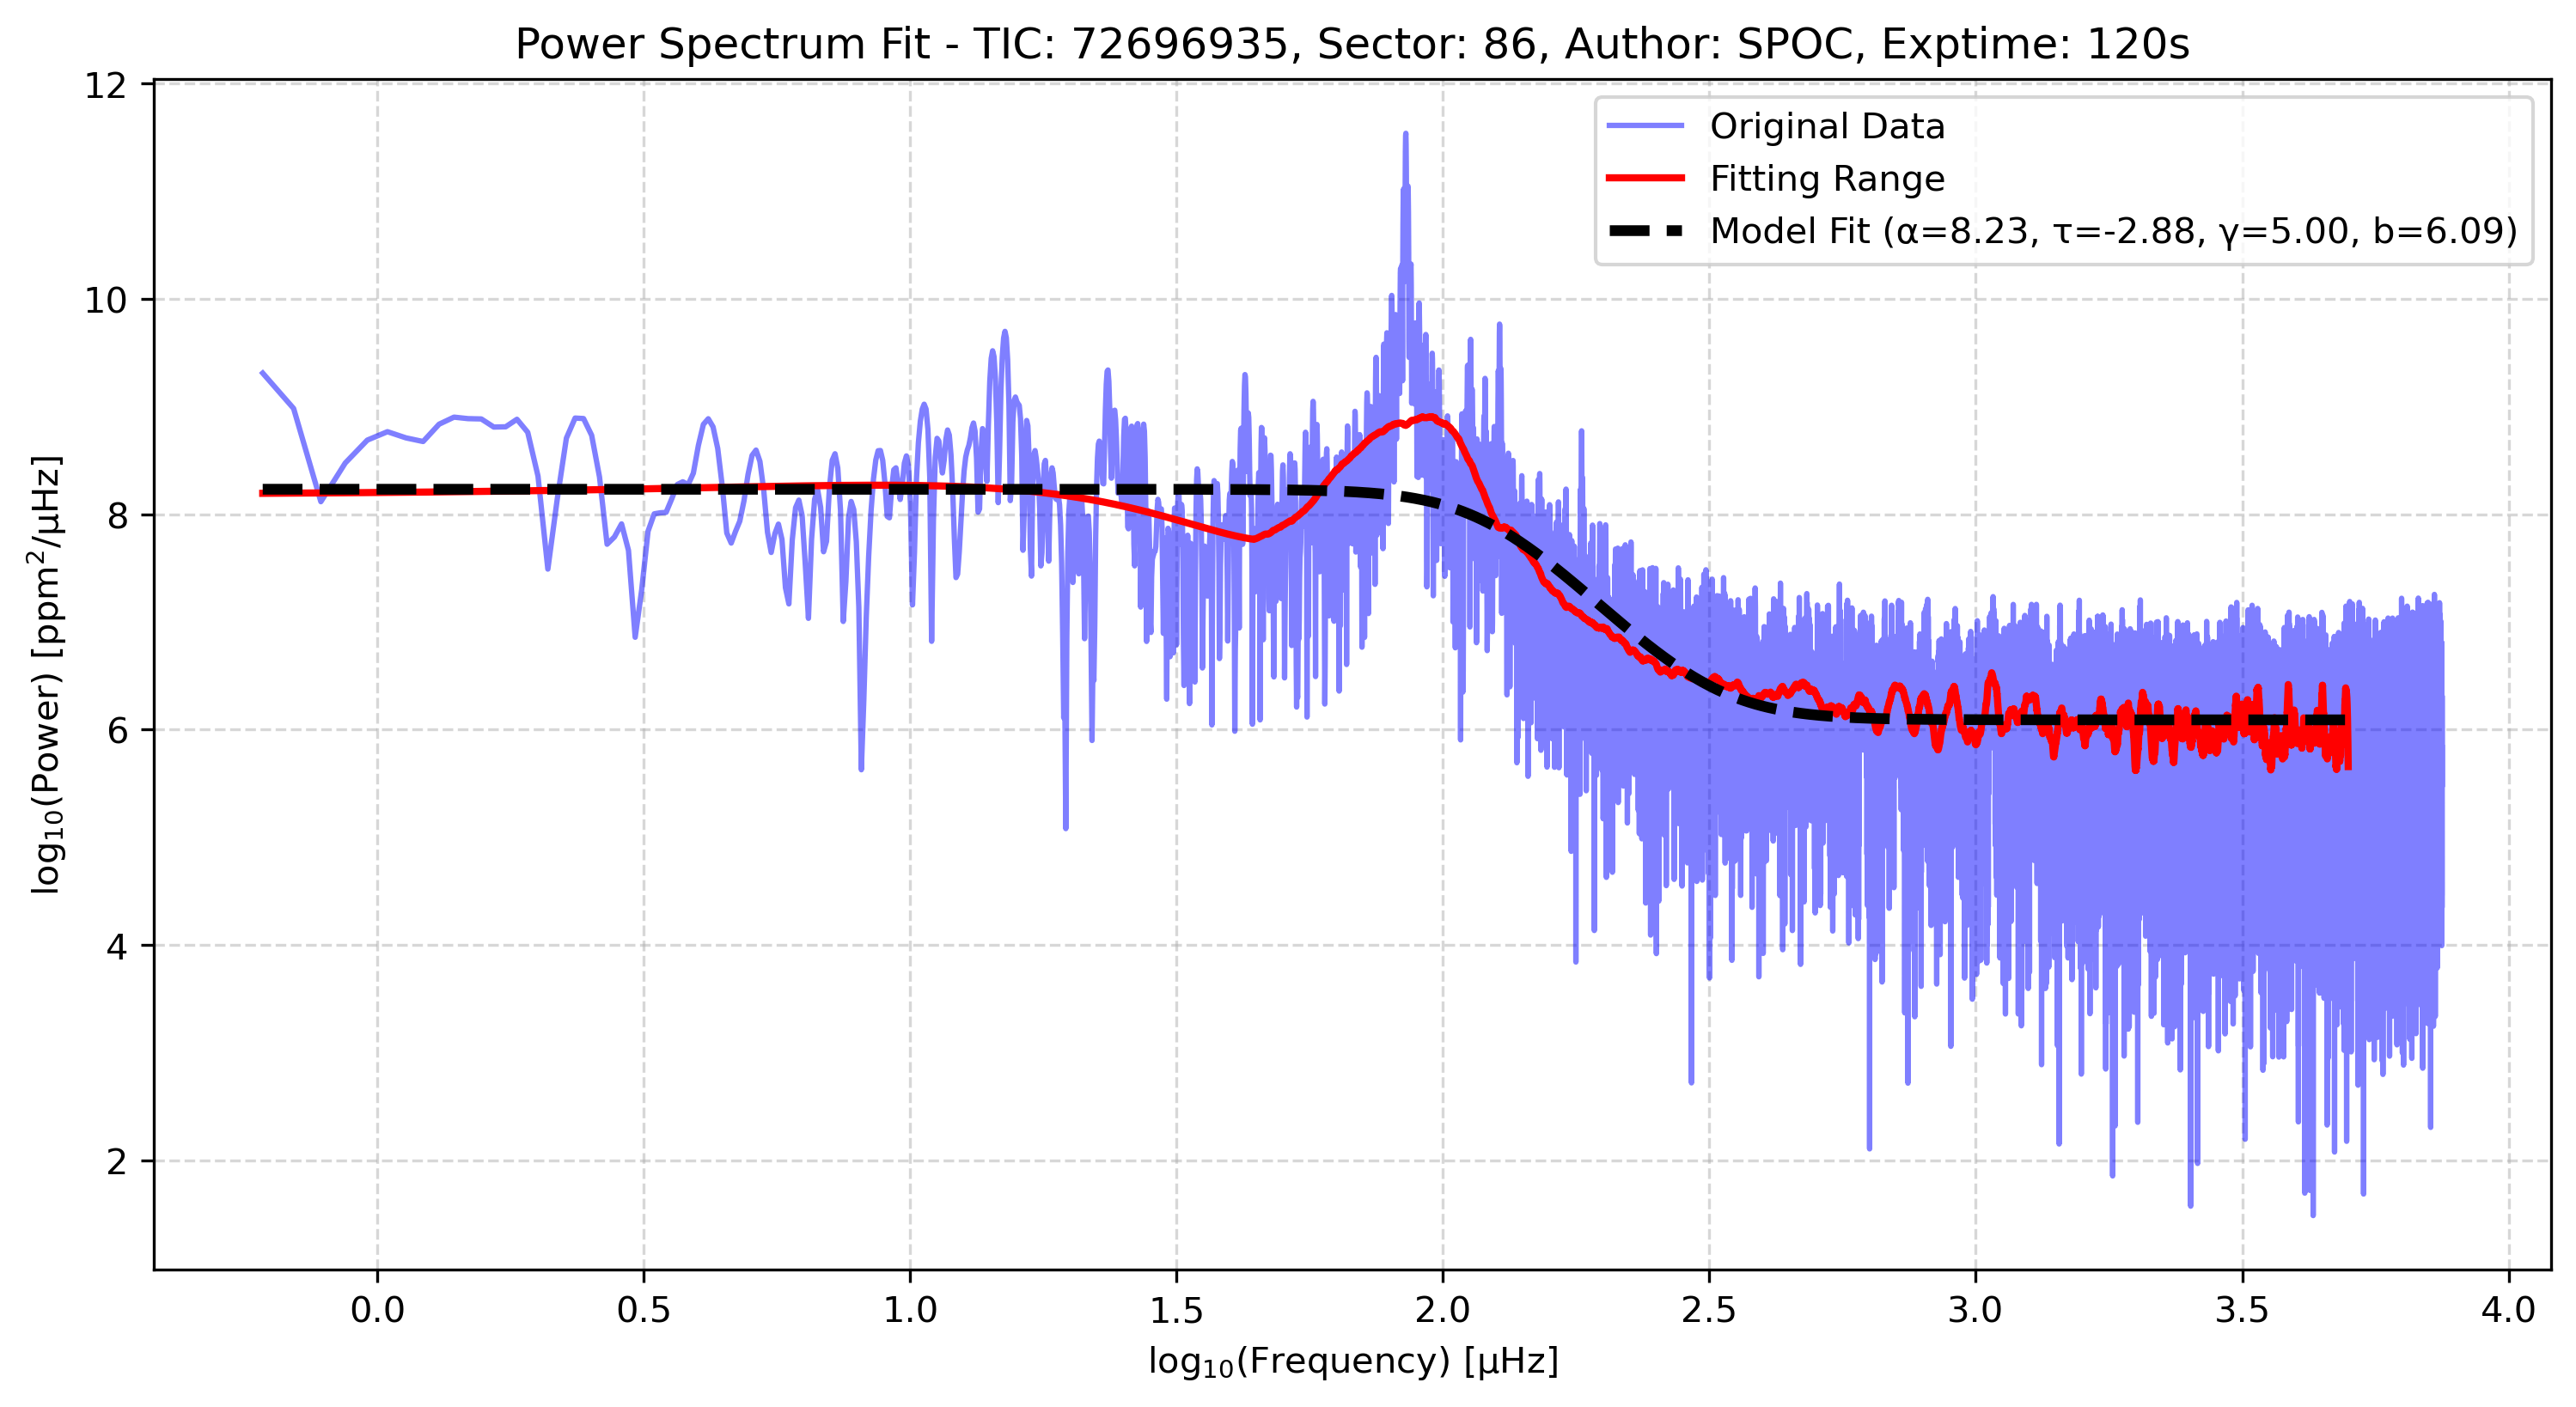 Power Spectrum Fit - TIC: 72696935, Sector: 86, Author: SPOC, Exptime: 120s
12
10
8
6
4
2
log₁₀(Power) [ppm²/μHz]
Original Data
Fitting Range
Model Fit (α=8.23, τ=-2.88, γ=5.00, b=6.09)
0.0 0.5 1.0 1.5 2.0 2.5 3.0 3.5 4.0
log₁₀(Frequency) [μHz]